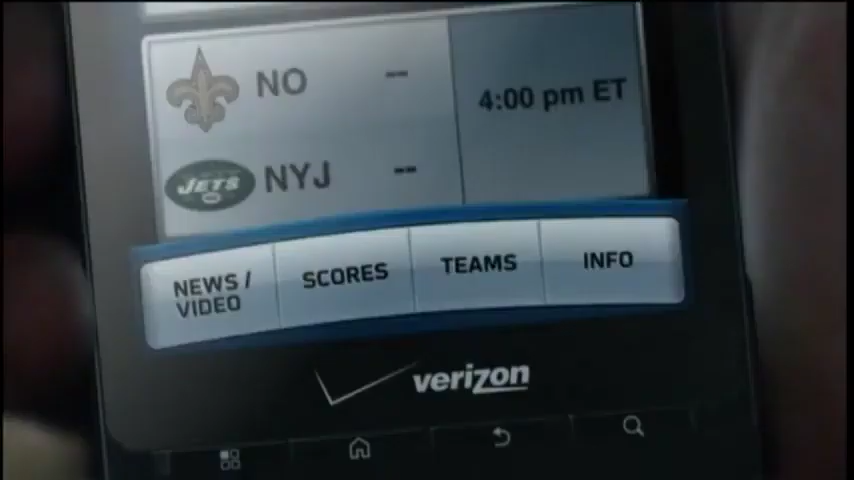 NO --
4:00 pm ET
JETS
NYJ --
NEWS /
VIDEO
SCORES
TEAMS
INFO
verizon